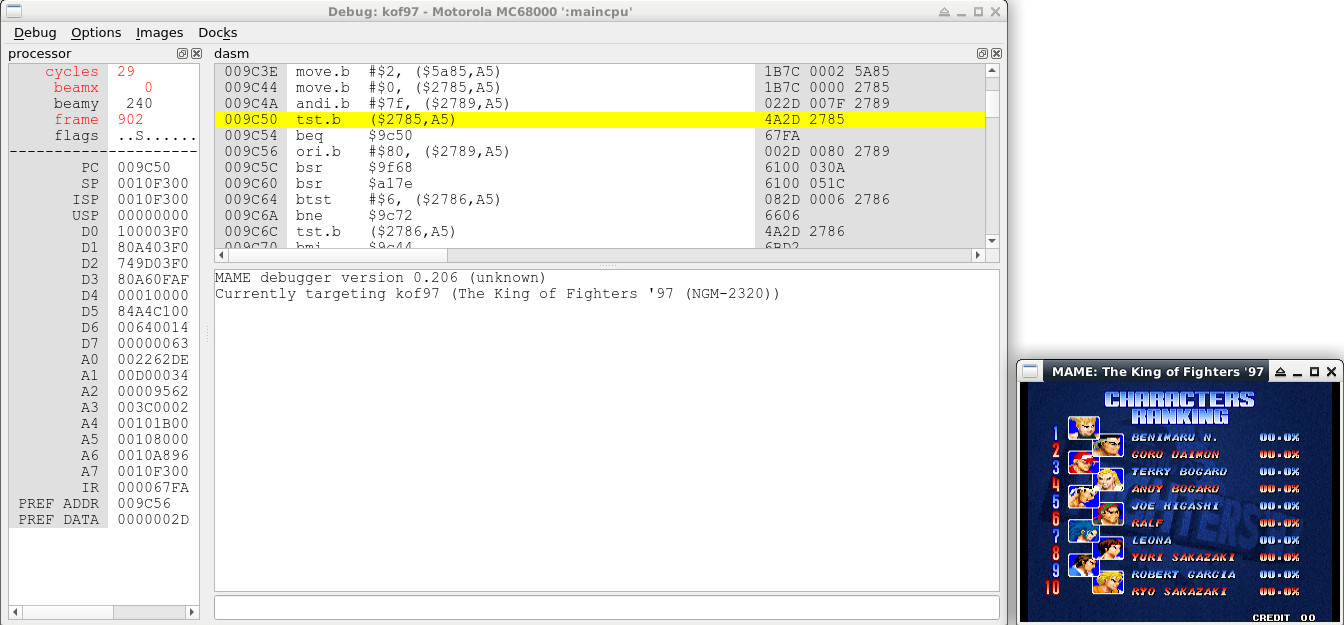 Debug: kof97 - Motorola MC68000 ':maincpu'
Debug Options Images Docks
processor
cycles 29
beamx 0
beamy 240
frame 902
flags ..S......
PC 009C50
SP 0010F300
ISP 0010F300
USP 00000000
D0 100003F0
D1 80A403F0
D2 749D03F0
D3 80A60FAF
D4 00010000
D5 84A4C100
D6 00640014
D7 00000063
A0 002262DE
A1 00D00034
A2 00009562
A3 003C0002
A4 00101B00
A5 00108000
A6 0010A896
A7 0010F300
IR 000067FA
PREF ADDR 009C56
PREF DATA 0000002D
dasm
009C3E move.b #$2, ($5a85,A5) 1B7C 0002 5A85
009C44 move.b #$0, ($2785,A5) 1B7C 0000 2785
009C4A andi.b #$7f, ($2789,A5) 022D 007F 2789
009C50 tst.b ($2785,A5) 4A2D 2785
009C54 beq $9c50 67FA
009C56 ori.b #$80, ($2789,A5) 002D 0080 2789
009C5C bsr $9f68 6100 030A
009C60 bsr $a17e 6100 051C
009C64 btst #$6, ($2786,A5) 082D 0006 2786
009C6A bne $9c72 6606
009C6C tst.b ($2786,A5) 4A2D 2786
009C70 bmi $9c44 6BD2
MAME debugger version 0.206 (unknown)
Currently targeting kof97 (The King of Fighters '97 (NGM-2320))
MAME: The King of Fighters '97
CHARACTERS
RANKING
1 BENIMARU N. 00.0%
2 GORO DAIMON 00.0%
3 TERRY BOGARD 00.0%
4 ANDY BOGARD 00.0%
5 JOE HIGASHI 00.0%
6 RALF 00.0%
7 LEONA 00.0%
8 YURI SAKAZAKI 00.0%
9 ROBERT GARCIA 00.0%
10 RYO SAKAZAKI 00.0%
CREDIT 00